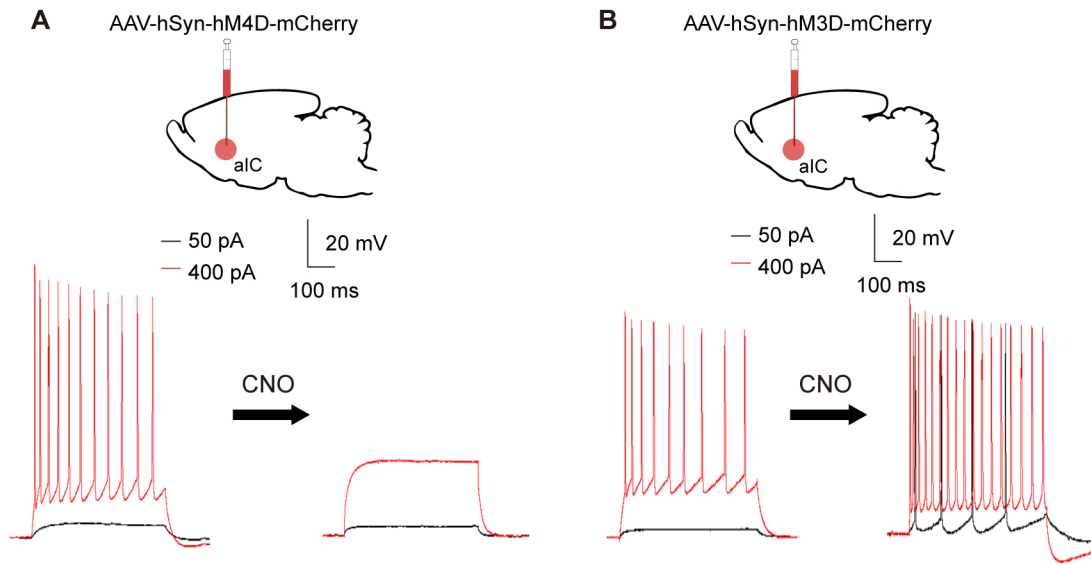 A
AAV-hSyn-hM4D-mCherry
aIC
50 pA
400 pA
20 mV
100 ms
CNO
B
AAV-hSyn-hM3D-mCherry
aIC
50 pA
400 pA
20 mV
100 ms
CNO